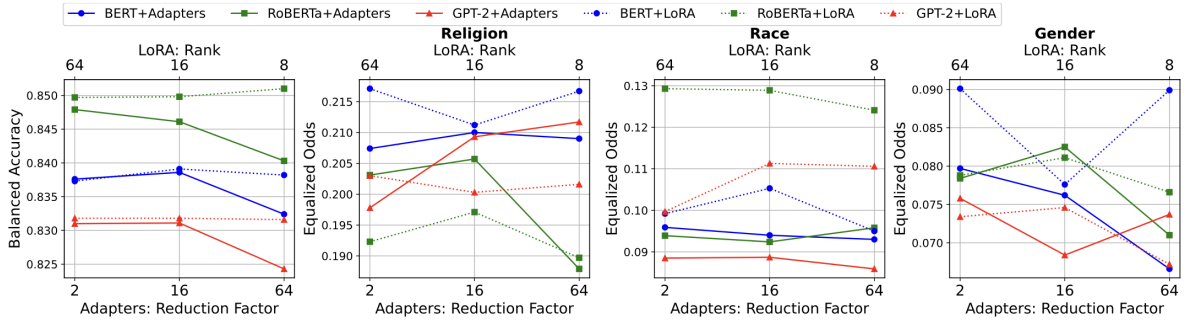 BERT+Adapters RoBERTa+Adapters GPT-2+Adapters BERT+LoRA RoBERTa+LoRA GPT-2+LoRA
LoRA: Rank
64 16 8
Balanced Accuracy
0.850
0.845
0.840
0.835
0.830
0.825
2 16 64
Adapters: Reduction Factor
Religion
LoRA: Rank
64 16 8
Equalized Odds
0.215
0.210
0.205
0.200
0.195
0.190
2 16 64
Adapters: Reduction Factor
Race
LoRA: Rank
64 16 8
Equalized Odds
0.13
0.12
0.11
0.10
0.09
2 16 64
Adapters: Reduction Factor
Gender
LoRA: Rank
64 16 8
Equalized Odds
0.090
0.085
0.080
0.075
0.070
2 16 64
Adapters: Reduction Factor